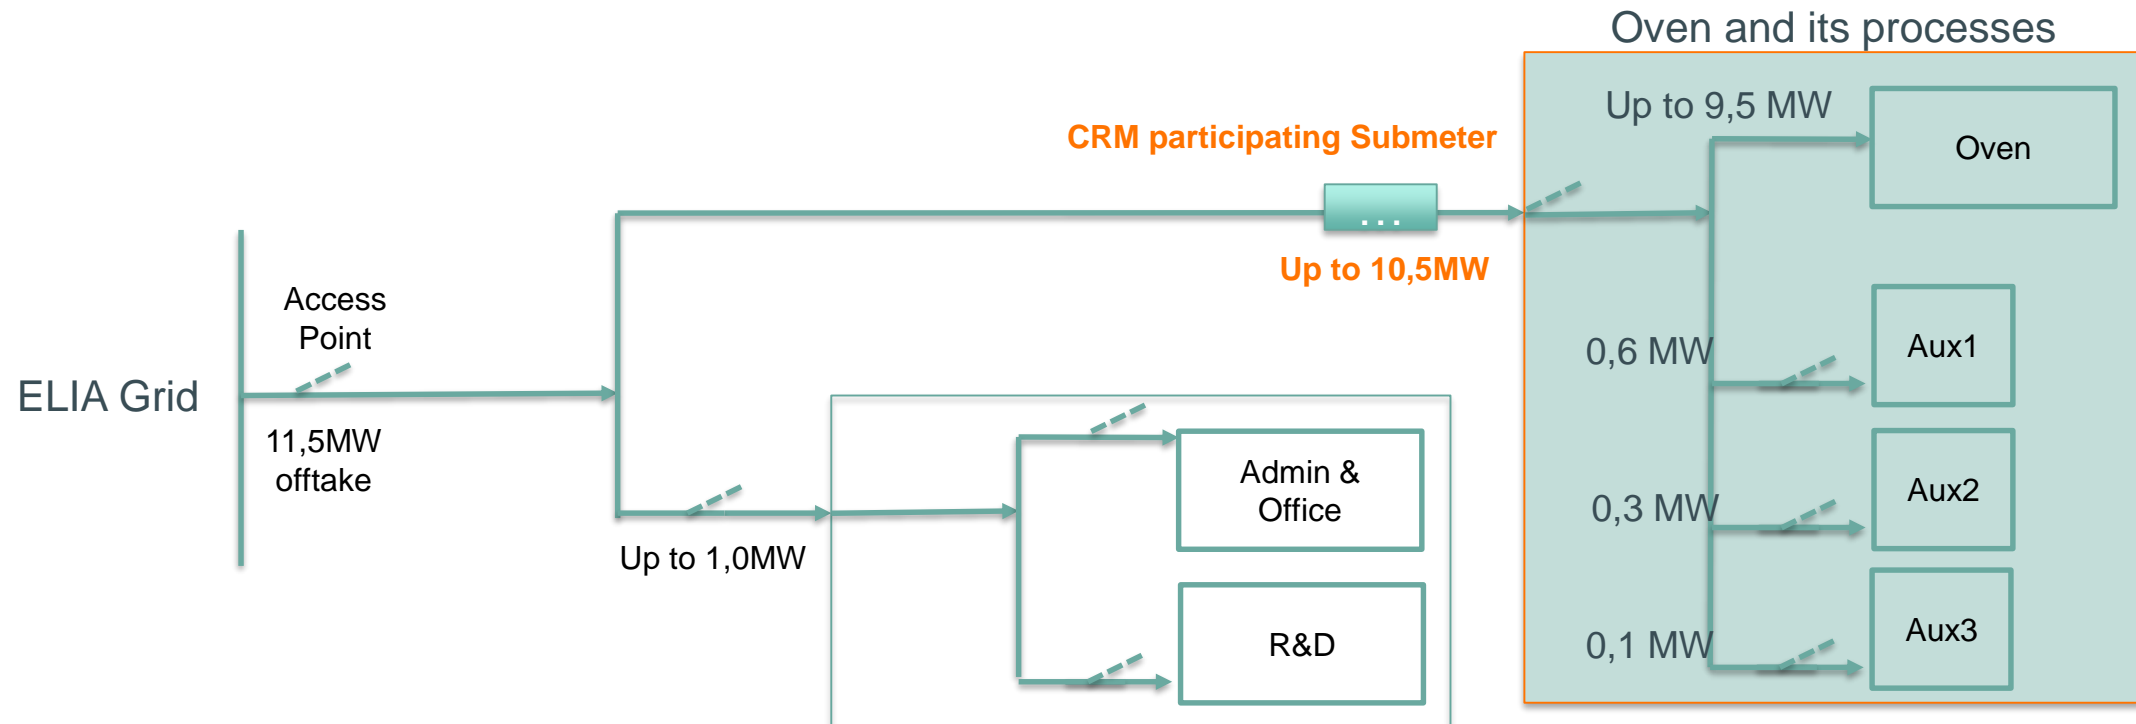 Oven and its processes
Up to 9,5 MW
Oven
CRM participating Submeter
...
Up to 10,5MW
Access
Point
ELIA Grid
11,5MW
offtake
0,6 MW
Aux1
Admin &
Office
0,3 MW
Aux2
Up to 1,0MW
R&D
0,1 MW
Aux3